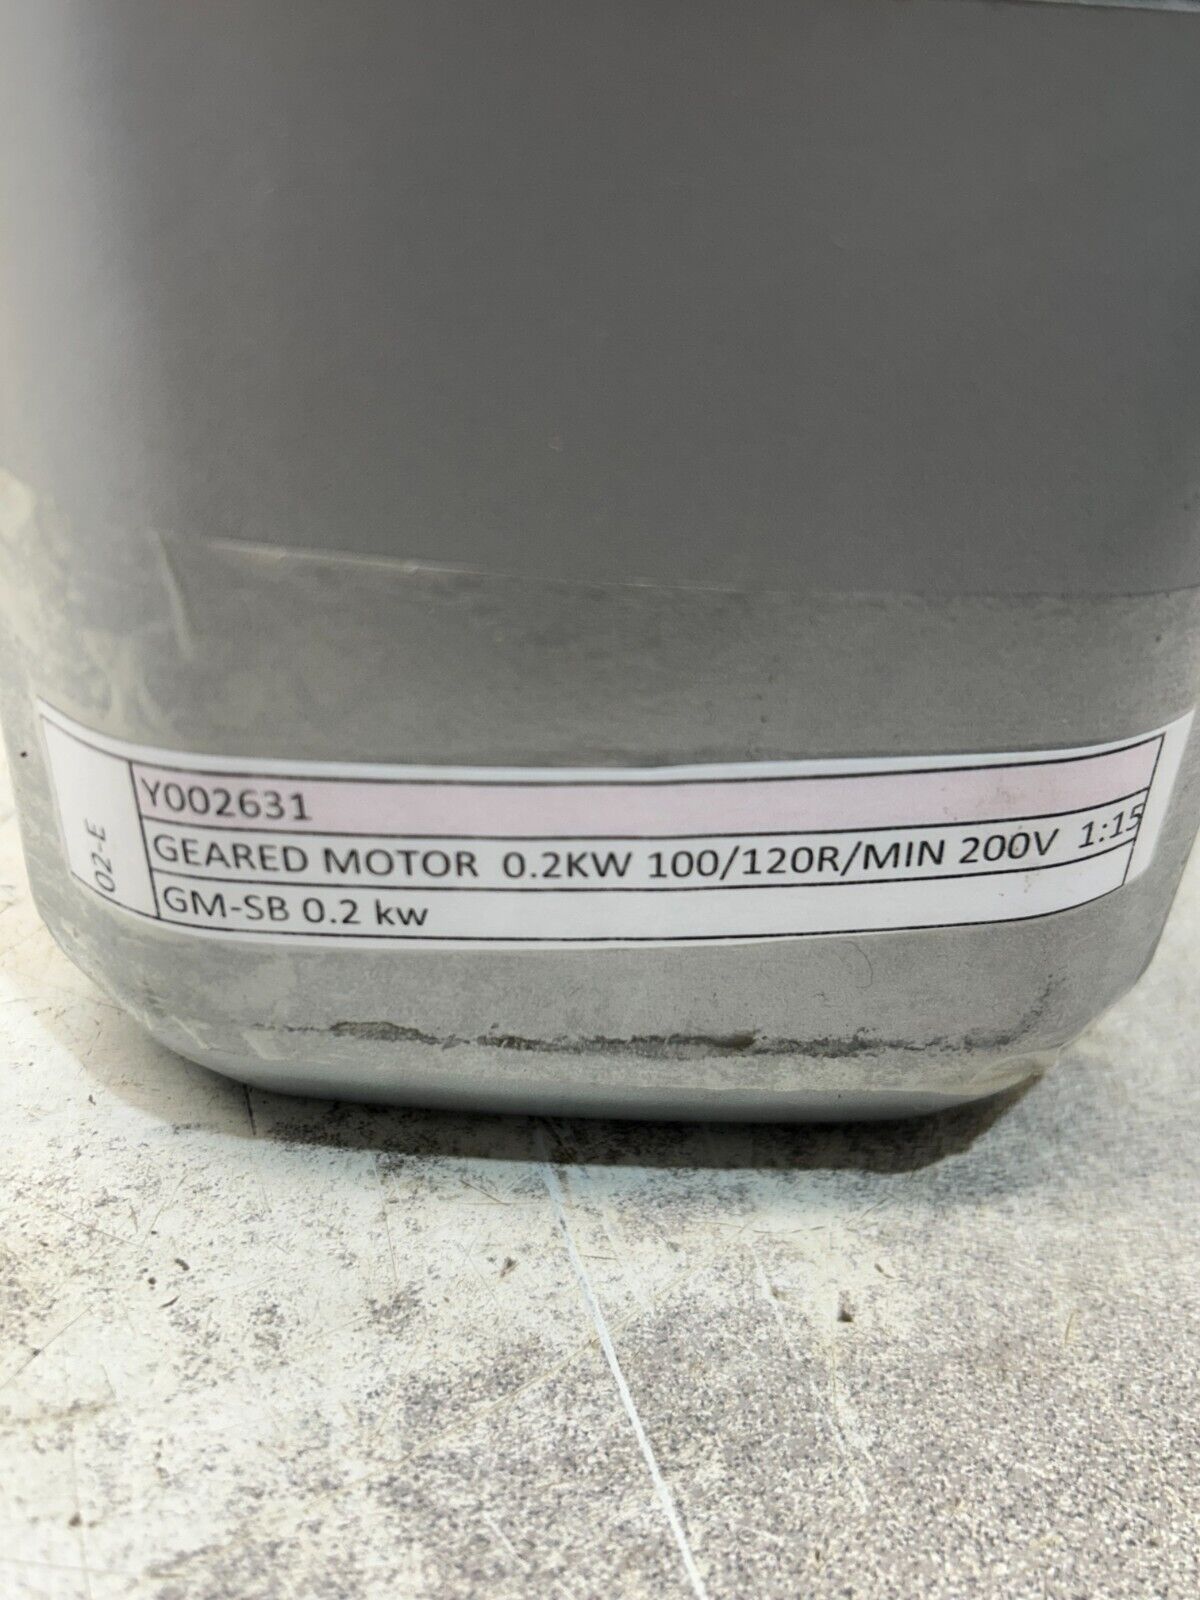 02-E
Y002631
GEARED MOTOR 0.2KW 100/120R/MIN 200V 1:15
GM-SB 0.2 kw